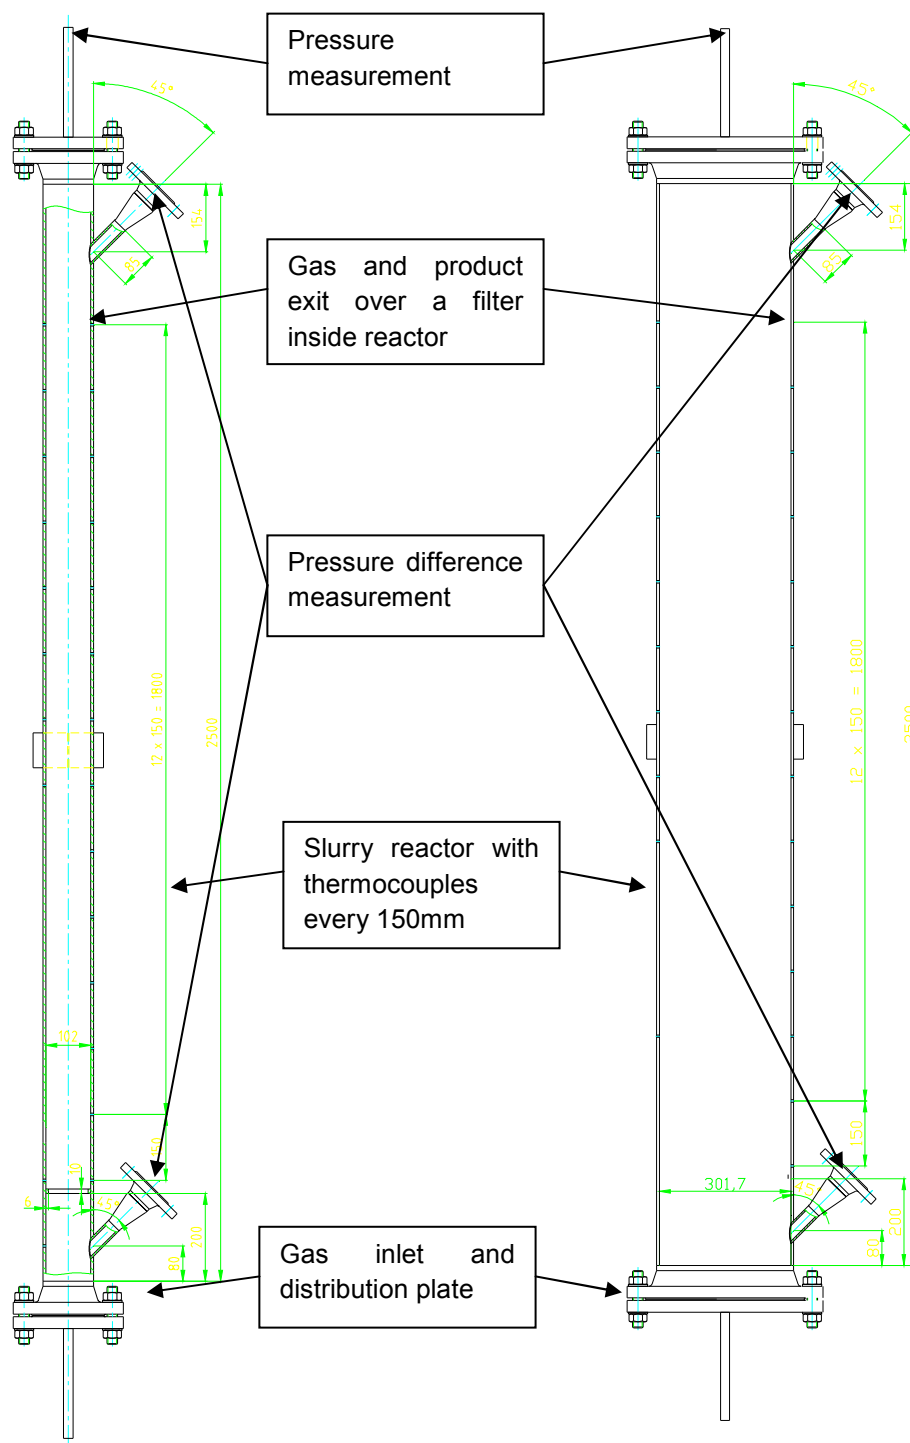 Pressure
measurement
45°
45°
154
85
154
85
Gas and product
exit over a filter
inside reactor
Pressure difference
measurement
12 x 150 = 1800
2500
12 x 150 = 1800
Slurry reactor with
thermocouples
every 150mm
102
150
10
6
45°
200
80
301,7
45°
150
200
80
Gas inlet and
distribution plate